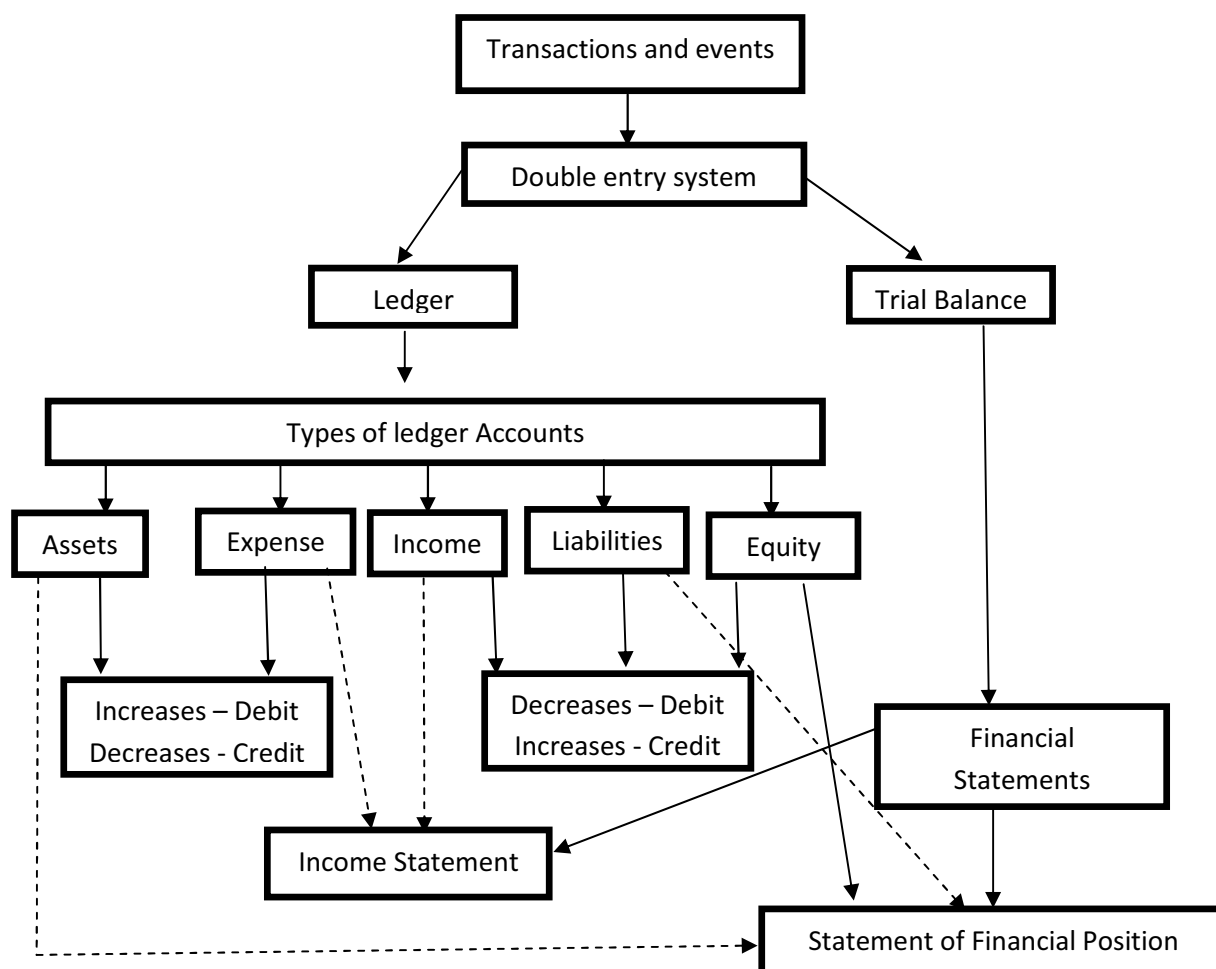 Transactions and events
Double entry system
Ledger
Trial Balance
Types of ledger Accounts
Assets
Expense
Income
Liabilities
Equity
Increases – Debit
Decreases - Credit
Decreases – Debit
Increases - Credit
Financial
Statements
Income Statement
Statement of Financial Position